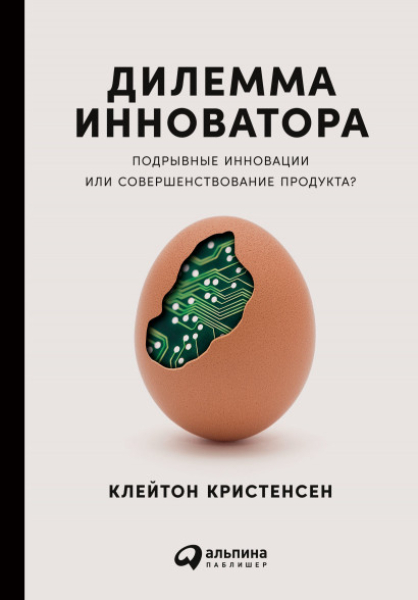 ДИЛЕММА
ИННОВАТОРА
ПОДРЫВНЫЕ ИННОВАЦИИ
ИЛИ СОВЕРШЕНСТВОВАНИЕ ПРОДУКТА?
КЛЕЙТОН КРИСТЕНСЕН
альпина
ПАБЛИШЕР